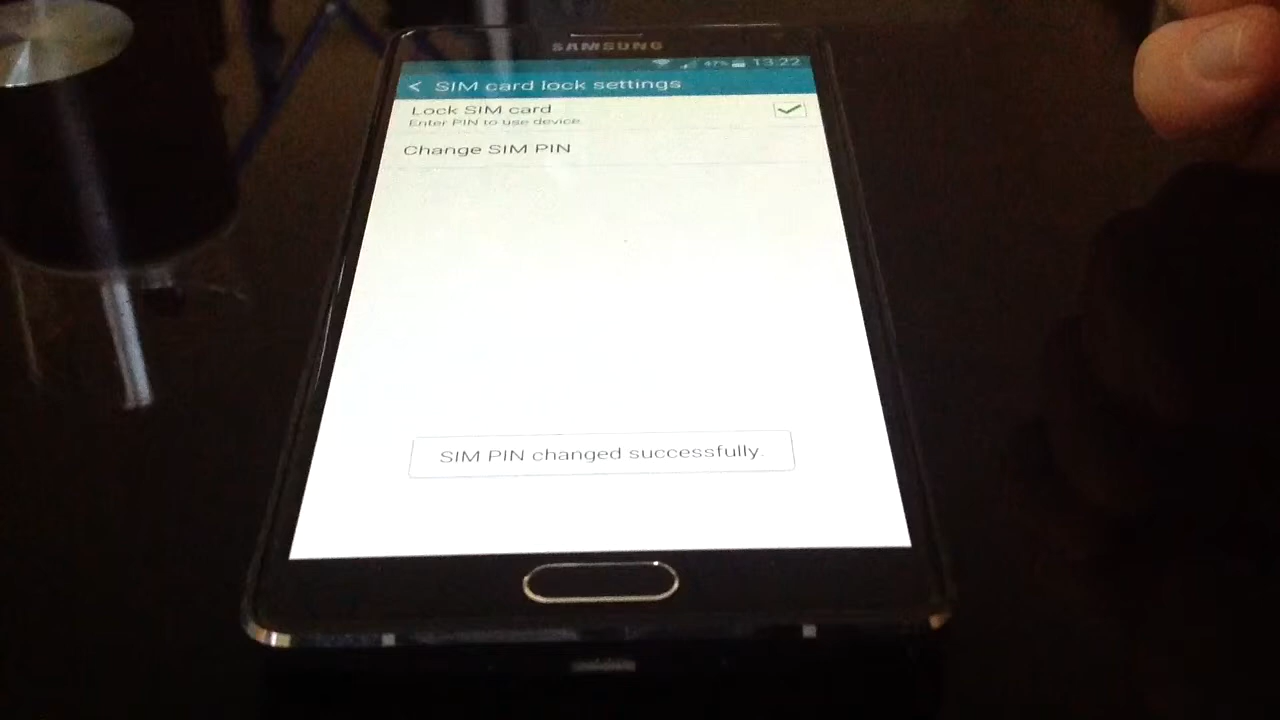 SAMSUNG
47% 13:22
< SIM card lock settings
Lock SIM card
Enter PIN to use device.
Change SIM PIN
SIM PIN changed successfully.